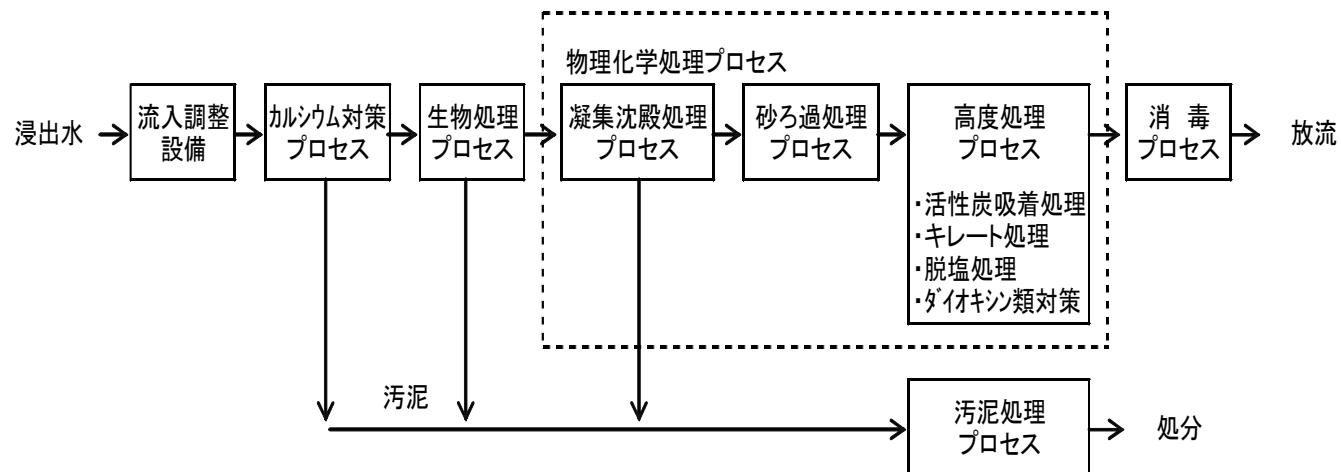 物理化学処理プロセス
浸出水
流入調整
設備
カルシウム対策
プロセス
生物処理
プロセス
凝集沈殿処理
プロセス
砂ろ過処理
プロセス
高度処理
プロセス
・活性炭吸着処理
・キレート処理
・脱塩処理
・ダイオキシン類対策
消 毒
プロセス
放流
汚泥
汚泥処理
プロセス
処分